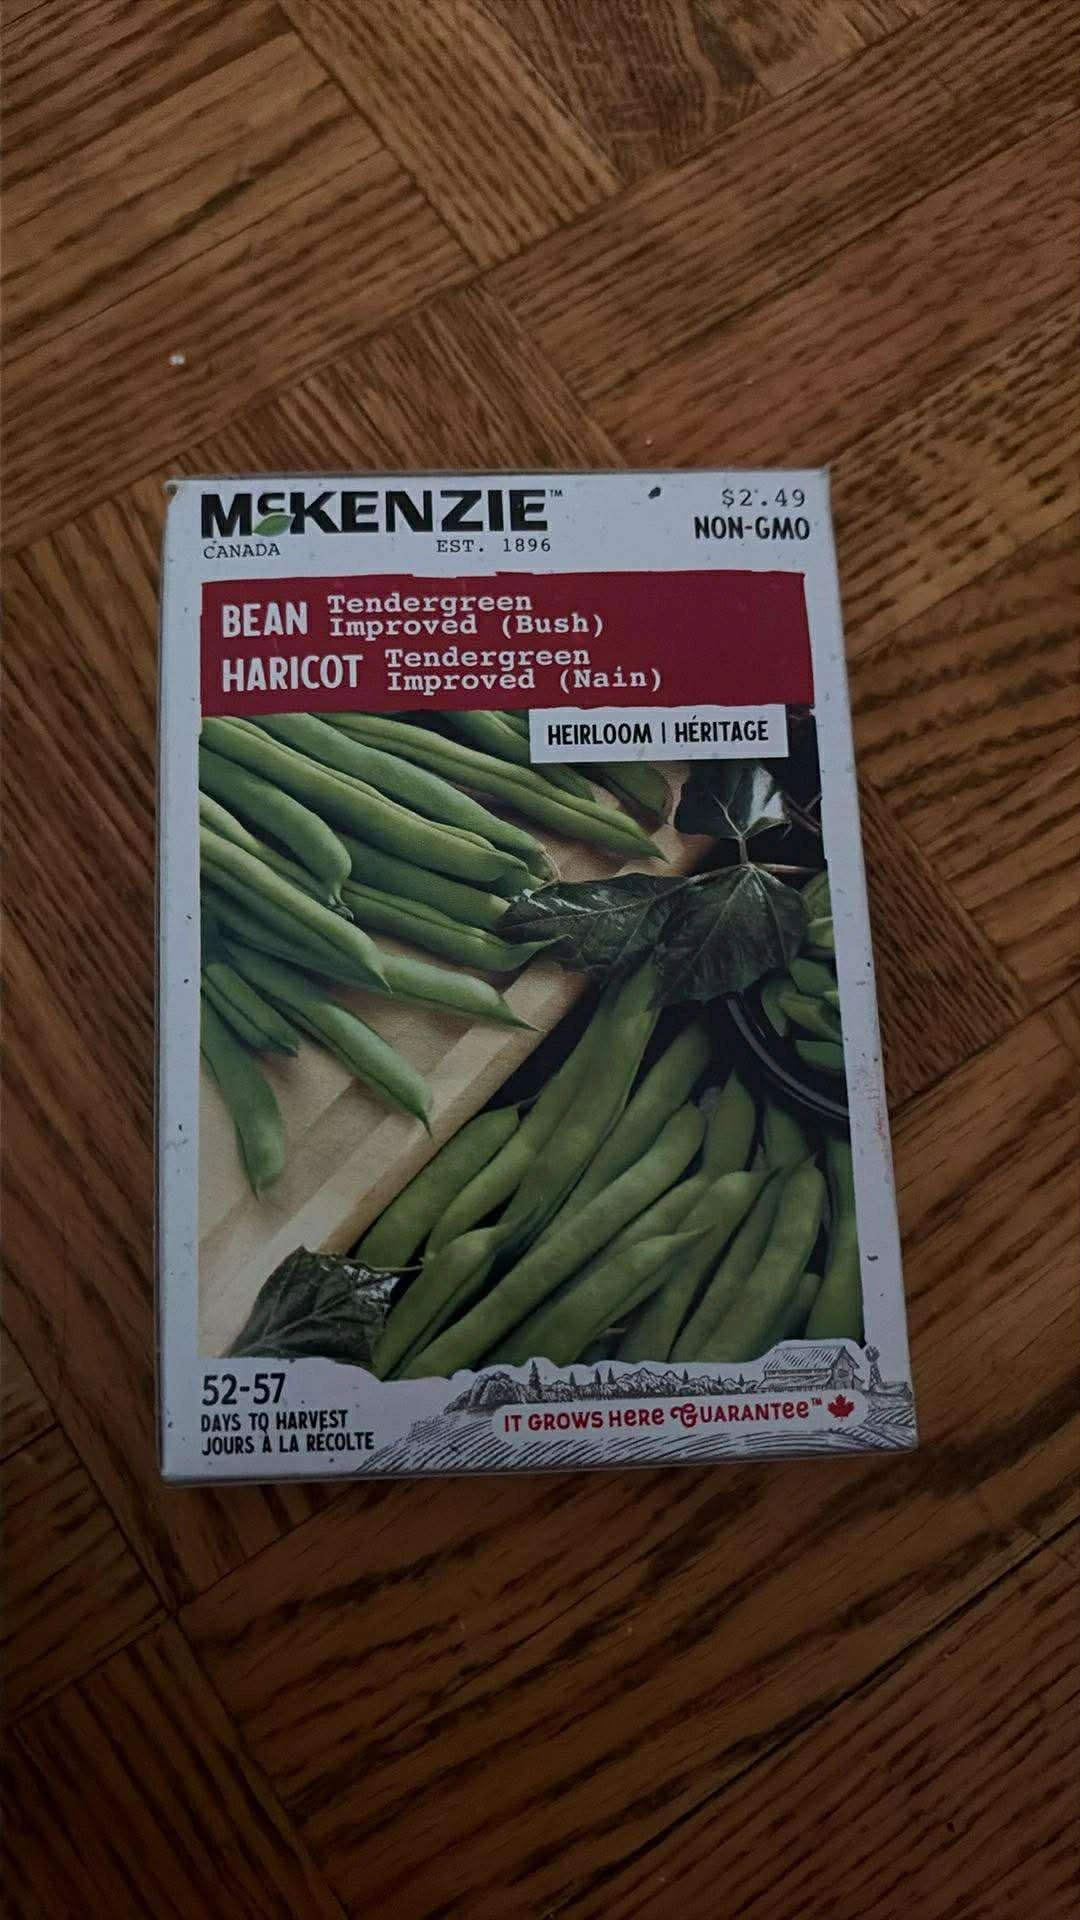 McKENZIE™
CANADA
EST. 1896
$2.49
NON-GMO
BEAN Tendergreen
Improved (Bush)
HARICOT Tendergreen
Improved (Nain)
HEIRLOOM | HÉRITAGE
52-57
DAYS TO HARVEST
JOURS À LA RÉCOLTE
IT GROWS HERE GUARANTEE™